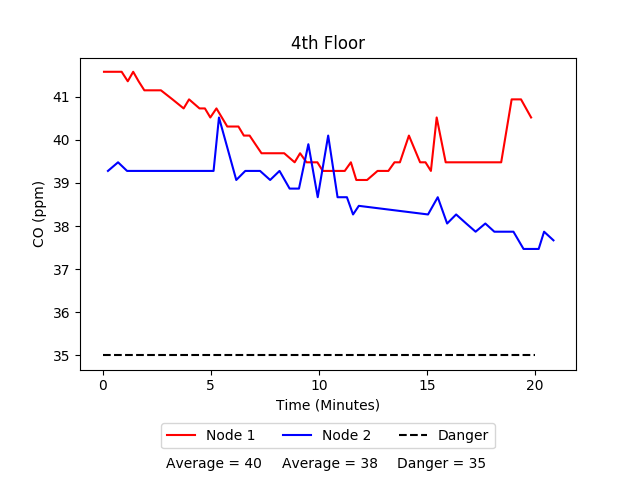 4th Floor
41
40
39
38
37
36
35
CO (ppm)
0 5 10 15 20
Time (Minutes)
Node 1 Node 2 Danger
Average = 40 Average = 38 Danger = 35